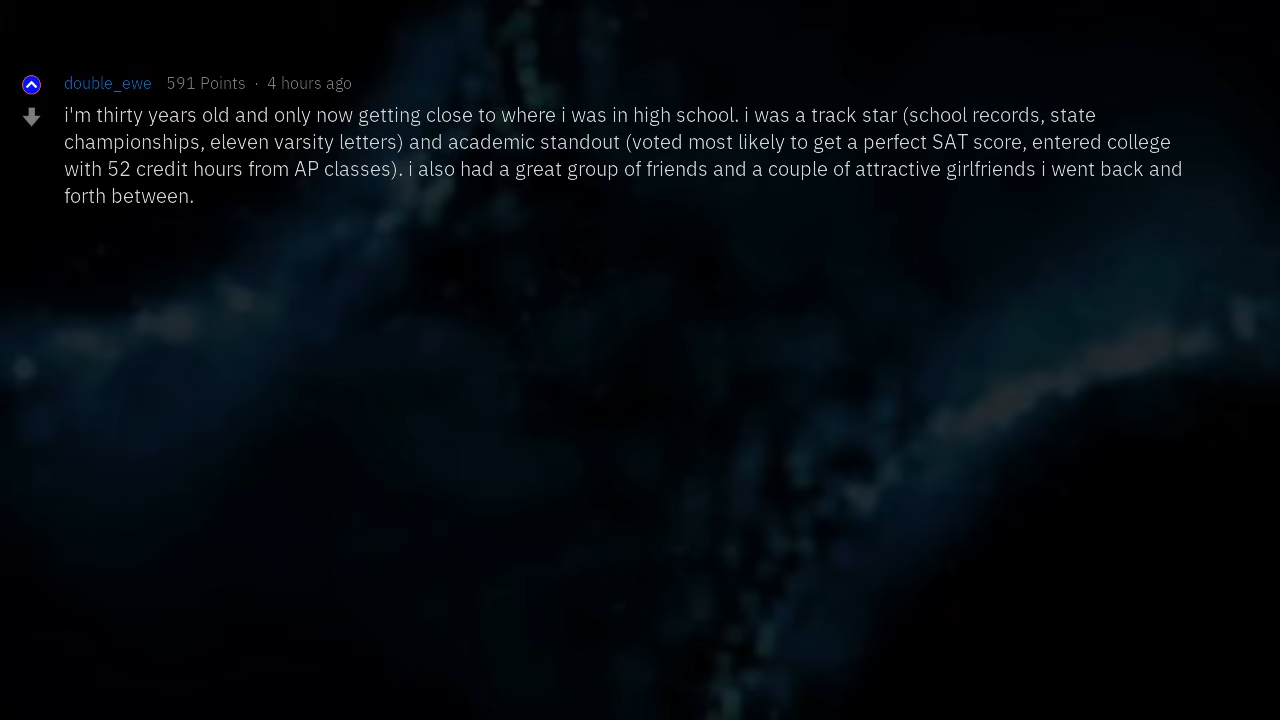 double_ewe 591 Points · 4 hours ago
i'm thirty years old and only now getting close to where i was in high school. i was a track star (school records, state
championships, eleven varsity letters) and academic standout (voted most likely to get a perfect SAT score, entered college
with 52 credit hours from AP classes). i also had a great group of friends and a couple of attractive girlfriends i went back and
forth between.